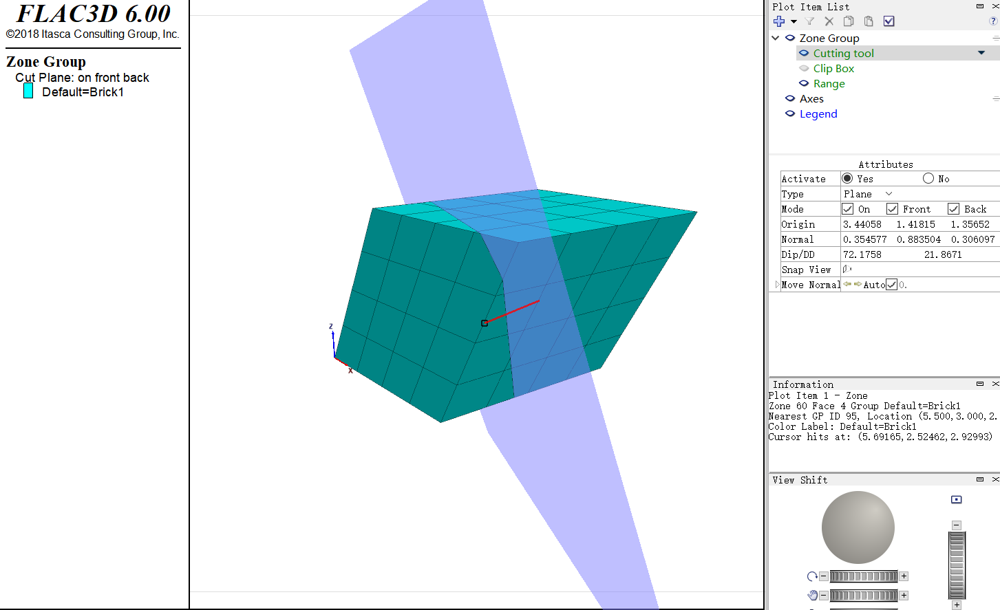 FLAC3D 6.00
©2018 Itasca Consulting Group, Inc.
Zone Group
Cut Plane: on front back
Default=Brick1
z
x
Plot Item List
Zone Group
Cutting tool
Clip Box
Range
Axes
Legend
Attributes
Activate Yes No
Type Plane
Mode On Front Back
Origin 3.44058 1.41815 1.35652
Normal 0.354577 0.883504 0.306097
Dip/DD 72.1758 21.8671
Snap View
Move Normal Auto 0.
Information
Plot Item 1 - Zone
Zone 60 Face 4 Group Default=Brick1
Nearest GP ID 95, Location (5.500,3.000,2.
Color Label: Default=Brick1
Cursor hits at: (5.69165,2.52462,2.92993)
View Shift